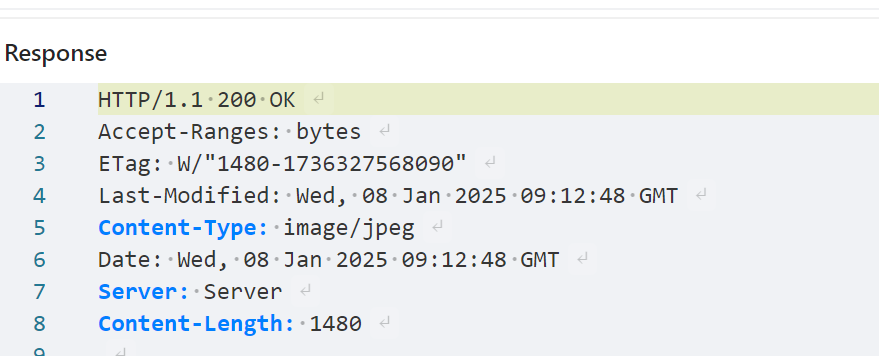 Response
1 HTTP/1.1 200 OK
2 Accept-Ranges: bytes
3 ETag: W/"1480-1736327568090"
4 Last-Modified: Wed, 08 Jan 2025 09:12:48 GMT
5 Content-Type: image/jpeg
6 Date: Wed, 08 Jan 2025 09:12:48 GMT
7 Server: Server
8 Content-Length: 1480
9